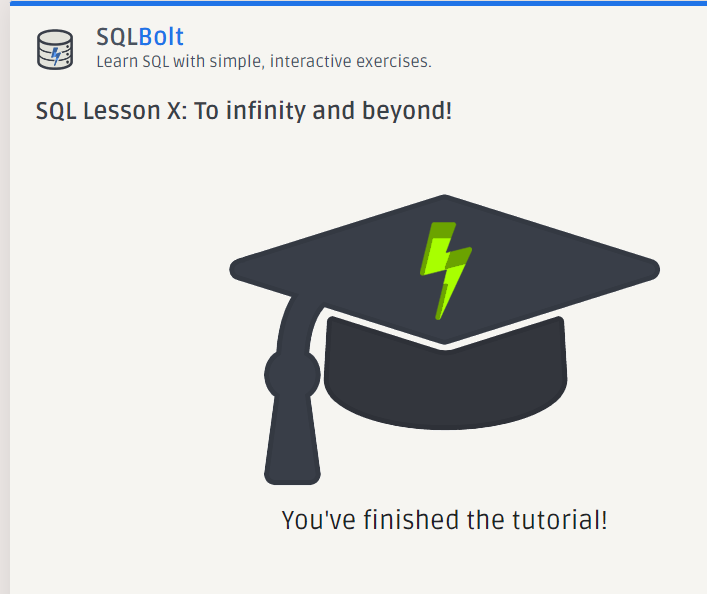 SQLBolt
Learn SQL with simple, interactive exercises.
SQL Lesson X: To infinity and beyond!
You've finished the tutorial!